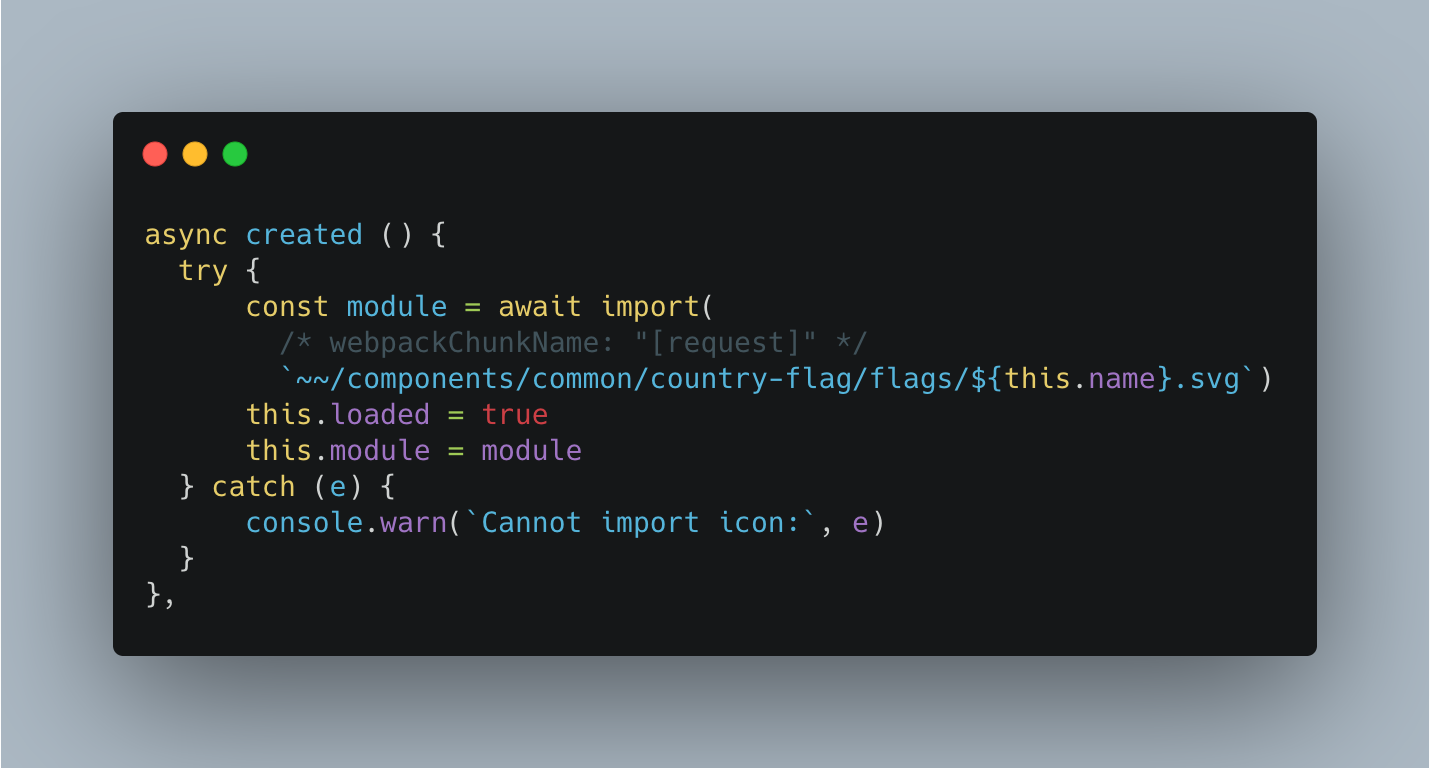 async created () {
  try {
      const module = await import(
        /* webpackChunkName: "[request]" */
        `~~/components/common/country-flag/flags/${this.name}.svg`)
      this.loaded = true
      this.module = module
  } catch (e) {
      console.warn(`Cannot import icon:`, e)
  }
},